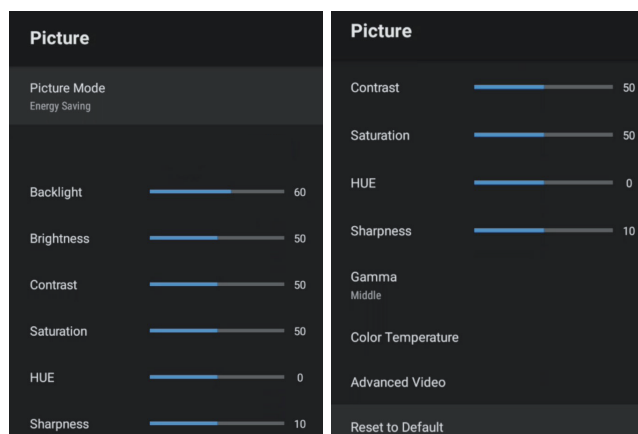 Picture
Picture Mode
Energy Saving
Backlight 60
Brightness 50
Contrast 50
Saturation 50
HUE 0
Sharpness 10
Picture
Contrast 50
Saturation 50
HUE 0
Sharpness 10
Gamma
Middle
Color Temperature
Advanced Video
Reset to Default